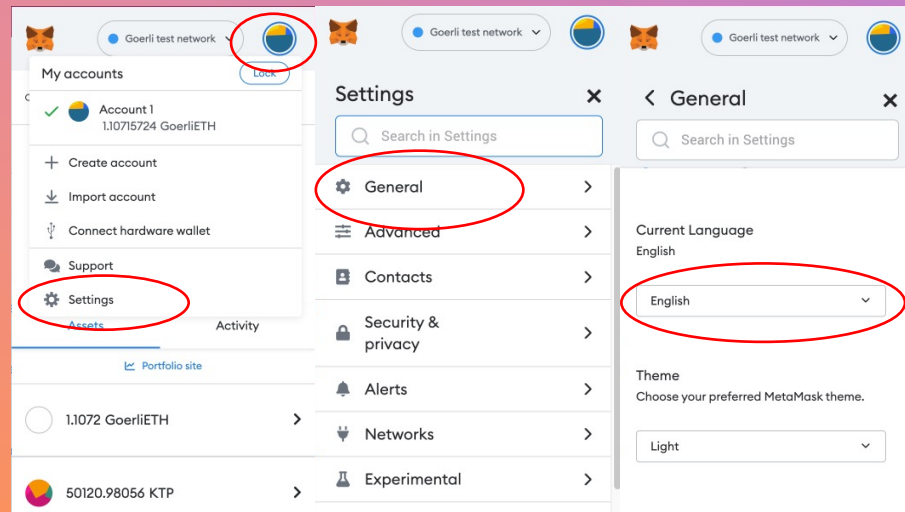 Goerli test network
My accounts
Lock
Account 1
1.10715724 GoerliETH
Create account
Import account
Connect hardware wallet
Support
Settings
Assets
Activity
Portfolio site
1.1072 GoerliETH
50120.98056 KTP
Goerli test network
Settings
Search in Settings
General
Advanced
Contacts
Security &
privacy
Alerts
Networks
Experimental
Goerli test network
General
Search in Settings
Current Language
English
English
Theme
Choose your preferred MetaMask theme.
Light